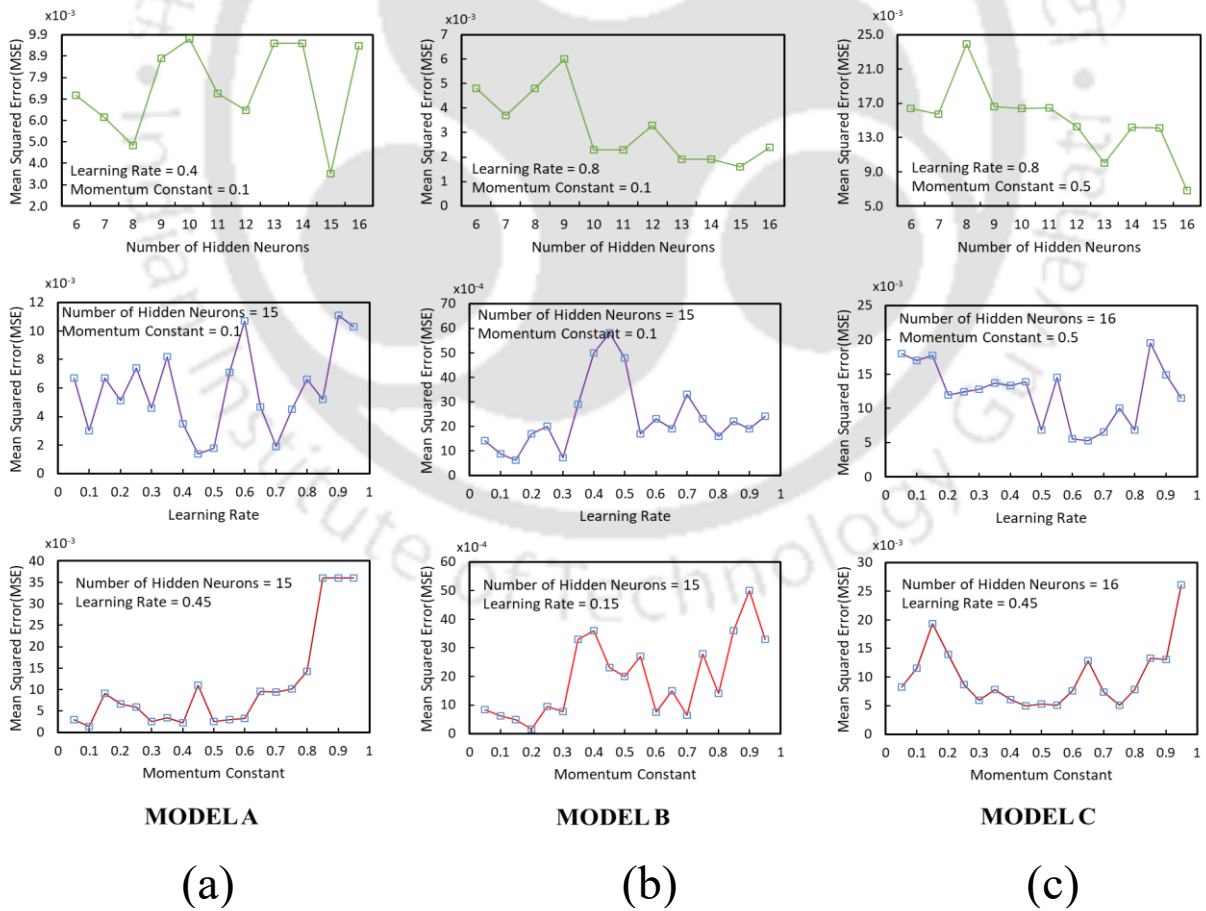 x10⁻³
Mean Squared Error(MSE)
9.9
8.9
7.9
6.9
6.0
5.0
4.0
3.0
2.0
Learning Rate = 0.4
Momentum Constant = 0.1
6 7 8 9 10 11 12 13 14 15 16
Number of Hidden Neurons
x10⁻³
Mean Squared Error(MSE)
7
6
5
4
3
2
1
0
Learning Rate = 0.8
Momentum Constant = 0.1
6 7 8 9 10 11 12 13 14 15 16
Number of Hidden Neurons
x10⁻³
Mean Squared Error(MSE)
25.0
21.0
17.0
13.0
9.0
5.0
Learning Rate = 0.8
Momentum Constant = 0.5
6 7 8 9 10 11 12 13 14 15 16
Number of Hidden Neurons
x10⁻³
Mean Squared Error(MSE)
12
10
8
6
4
2
0
Number of Hidden Neurons = 15
Momentum Constant = 0.1
0 0.1 0.2 0.3 0.4 0.5 0.6 0.7 0.8 0.9 1
Learning Rate
x10⁻⁴
Mean Squared Error(MSE)
70
60
50
40
30
20
10
0
Number of Hidden Neurons = 15
Momentum Constant = 0.1
0 0.1 0.2 0.3 0.4 0.5 0.6 0.7 0.8 0.9 1
Learning Rate
x10⁻³
Mean Squared Error(MSE)
25
20
15
10
5
0
Number of Hidden Neurons = 16
Momentum Constant = 0.5
0 0.1 0.2 0.3 0.4 0.5 0.6 0.7 0.8 0.9 1
Learning Rate
x10⁻³
Mean Squared Error(MSE)
40
35
30
25
20
15
10
5
0
Number of Hidden Neurons = 15
Learning Rate = 0.45
0 0.1 0.2 0.3 0.4 0.5 0.6 0.7 0.8 0.9 1
Momentum Constant
x10⁻⁴
Mean Squared Error(MSE)
60
50
40
30
20
10
0
Number of Hidden Neurons = 15
Learning Rate = 0.15
0 0.1 0.2 0.3 0.4 0.5 0.6 0.7 0.8 0.9 1
Momentum Constant
x10⁻³
Mean Squared Error(MSE)
30
25
20
15
10
5
0
Number of Hidden Neurons = 16
Learning Rate = 0.45
0 0.1 0.2 0.3 0.4 0.5 0.6 0.7 0.8 0.9 1
Momentum Constant
MODEL A
MODEL B
MODEL C
(a)
(b)
(c)
Indian Institute of Technology Guwahati